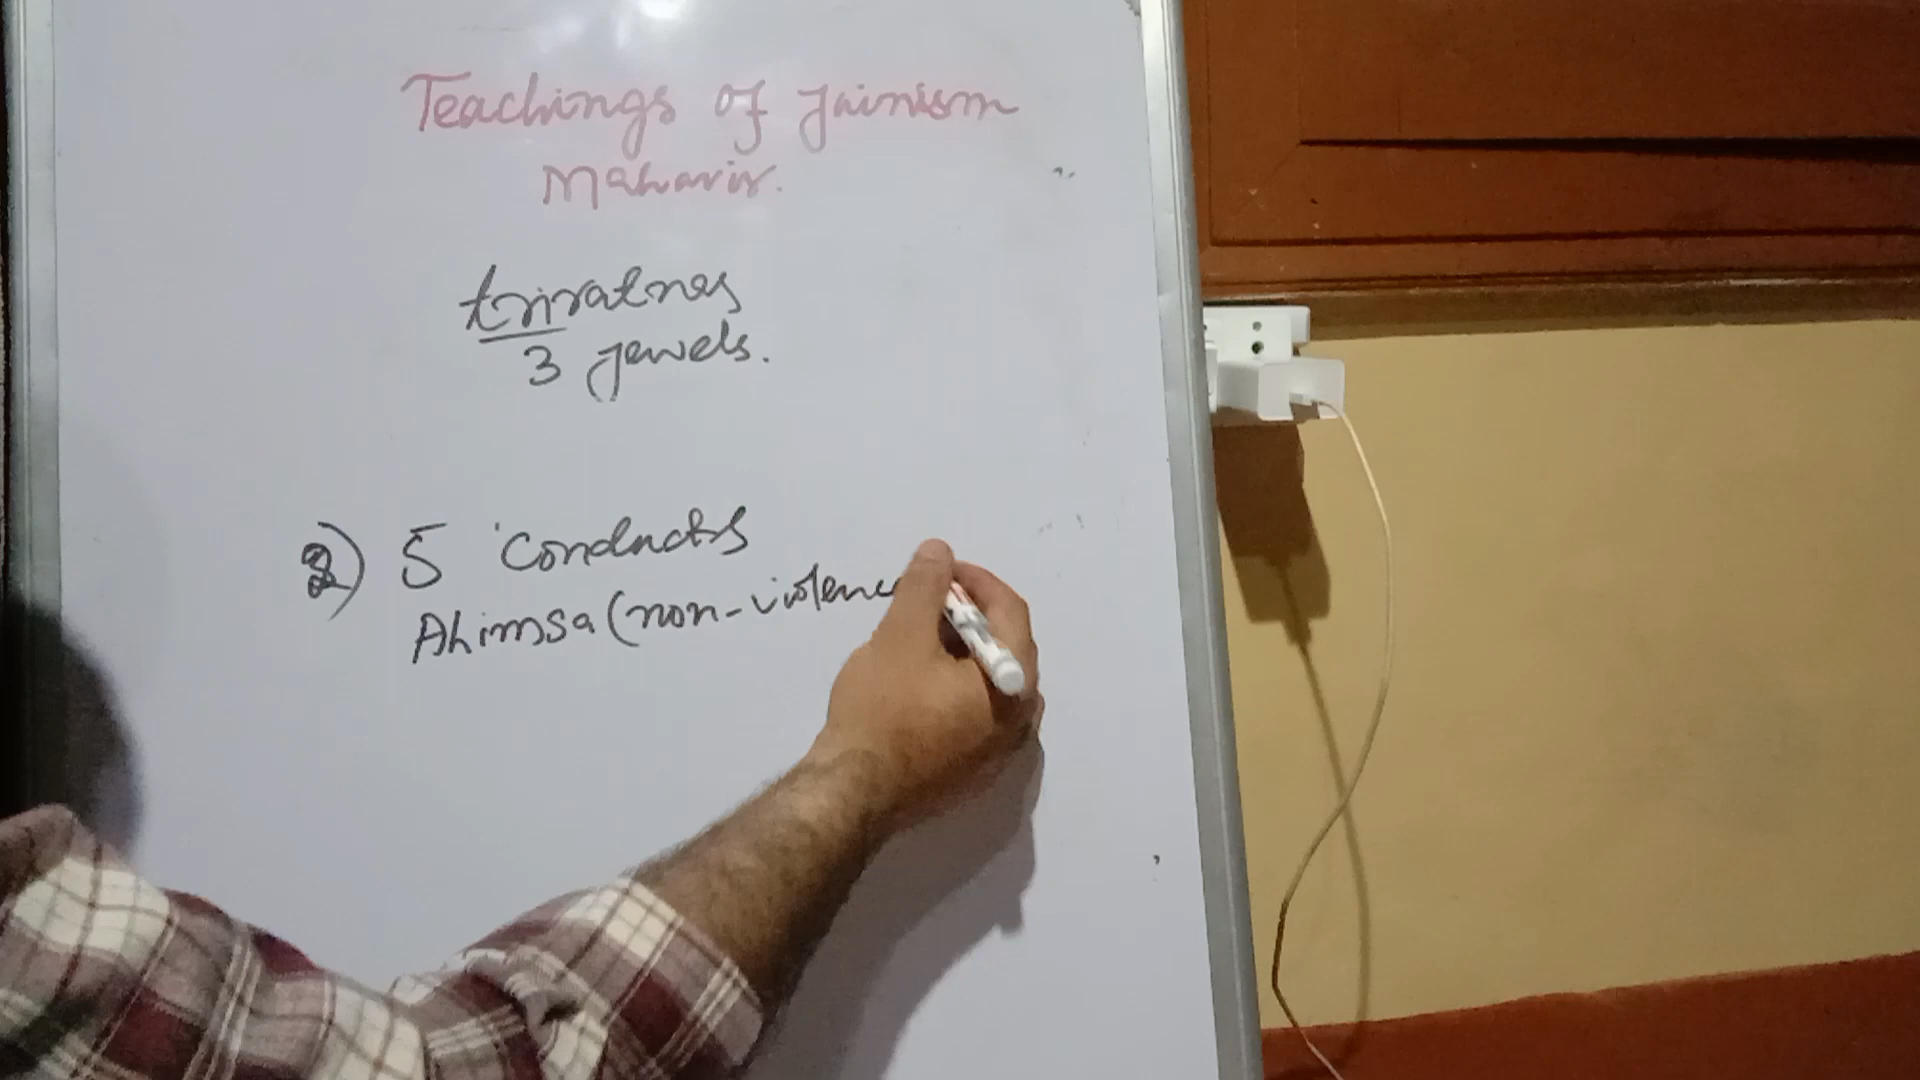 Teachings of Jainism
Mahavir.
triratnas
3 jewels.
2) 5 conducts
Ahimsa (non-violence